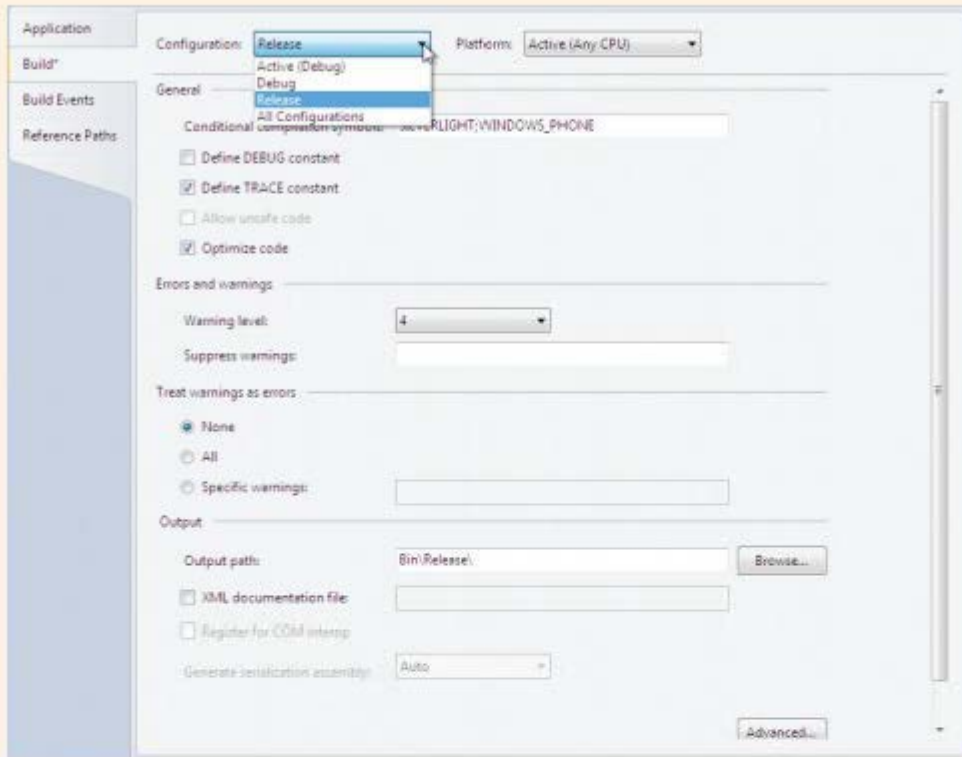 Application
Build*
Build Events
Reference Paths
Configuration: Release
Platform: Active (Any CPU)
Active (Debug)
Debug
Release
All Configurations
General
Conditional compilation symbols: SILVERLIGHT;WINDOWS_PHONE
Define DEBUG constant
Define TRACE constant
Allow unsafe code
Optimize code
Errors and warnings
Warning level: 4
Suppress warnings:
Treat warnings as errors
None
All
Specific warnings:
Output
Output path: Bin\Release\ Browse...
XML documentation file:
Register for COM interop
Generate serialization assembly: Auto
Advanced...